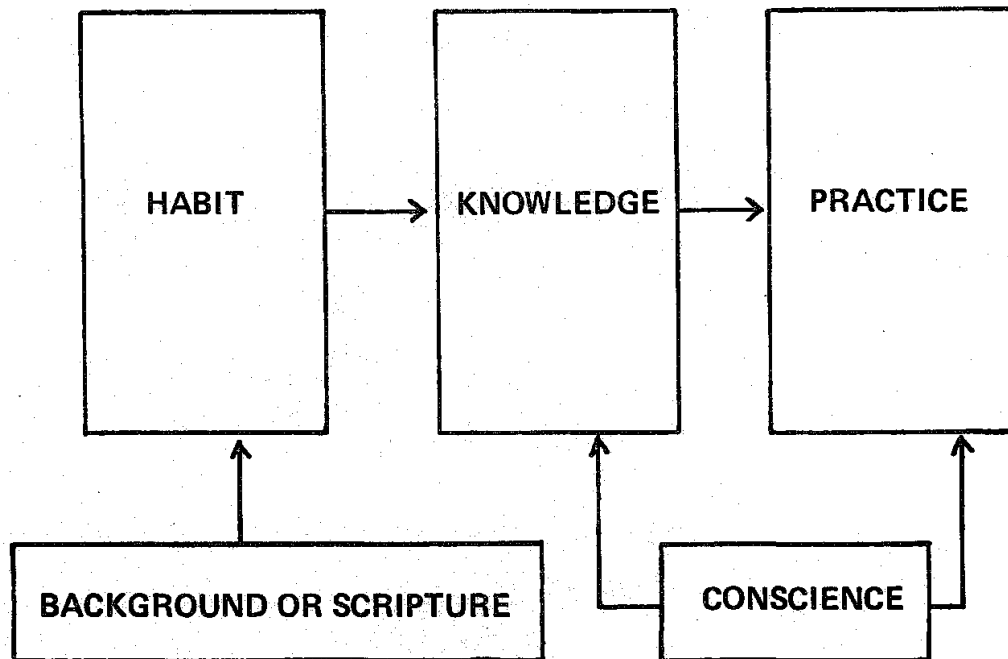 HABIT
KNOWLEDGE
PRACTICE
BACKGROUND OR SCRIPTURE
CONSCIENCE